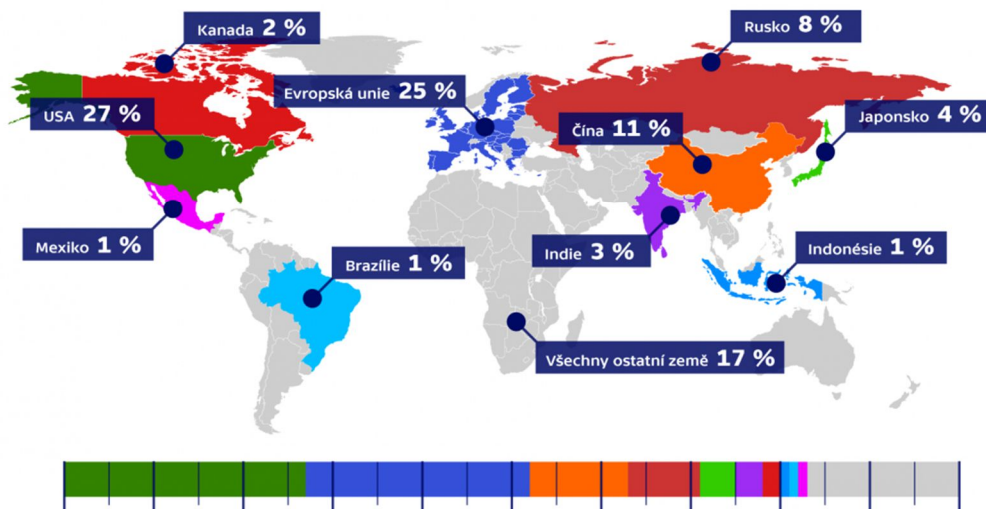 Kanada 2 %
Rusko 8 %
Evropská unie 25 %
USA 27 %
Čína 11 %
Japonsko 4 %
Mexiko 1 %
Brazílie 1 %
Indie 3 %
Indonésie 1 %
Všechny ostatní země 17 %